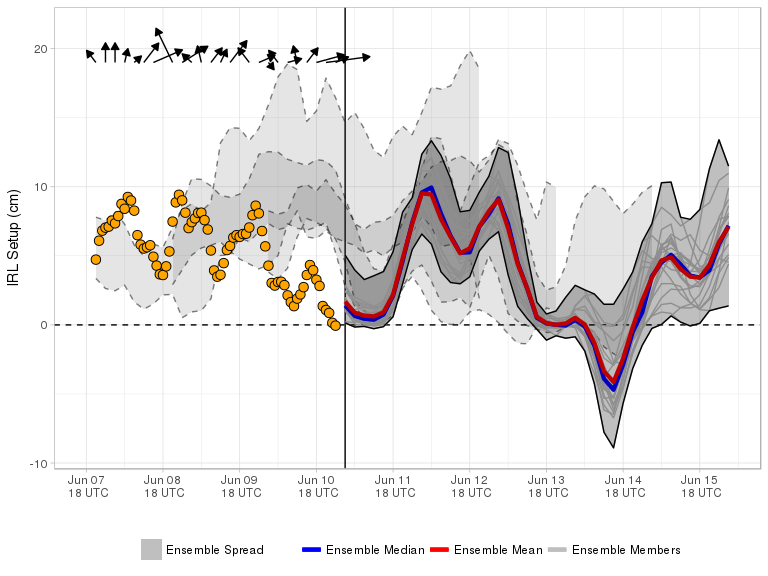 IRL Setup (cm)
20
10
0
-10
Jun 07 Jun 08 Jun 09 Jun 10 Jun 11 Jun 12 Jun 13 Jun 14 Jun 15
18 UTC 18 UTC 18 UTC 18 UTC 18 UTC 18 UTC 18 UTC 18 UTC 18 UTC
Ensemble Spread Ensemble Median Ensemble Mean Ensemble Members